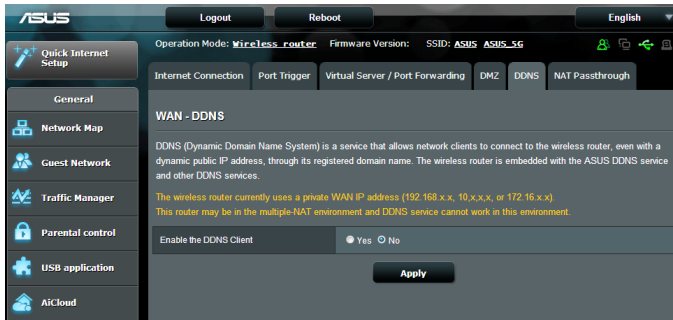 ASUS
Logout
Reboot
English
Quick Internet
Setup
Operation Mode: Wireless router Firmware Version: SSID: ASUS ASUS_5G
Internet Connection
Port Trigger
Virtual Server / Port Forwarding
DMZ
DDNS
NAT Passthrough
General
Network Map
Guest Network
Traffic Manager
Parental control
USB application
AiCloud
WAN - DDNS
DDNS (Dynamic Domain Name System) is a service that allows network clients to connect to the wireless router, even with a
dynamic public IP address, through its registered domain name. The wireless router is embedded with the ASUS DDNS service
and other DDNS services.
The wireless router currently uses a private WAN IP address (192.168.x.x, 10,x,x,x, or 172.16.x.x).
This router may be in the multiple-NAT environment and DDNS service cannot work in this environment.
Enable the DDNS Client
Yes No
Apply